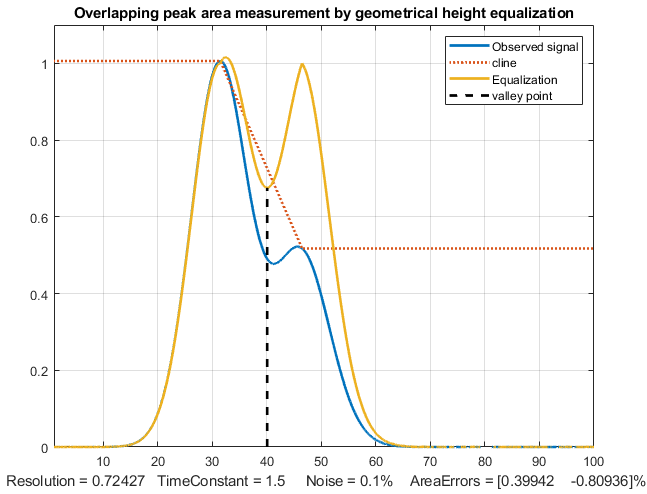 Overlapping peak area measurement by geometrical height equalization
Observed signal
cline
Equalization
valley point
1
0.8
0.6
0.4
0.2
0
10 20 30 40 50 60 70 80 90 100
Resolution = 0.72427 TimeConstant = 1.5 Noise = 0.1% AreaErrors = [0.39942 -0.80936]%